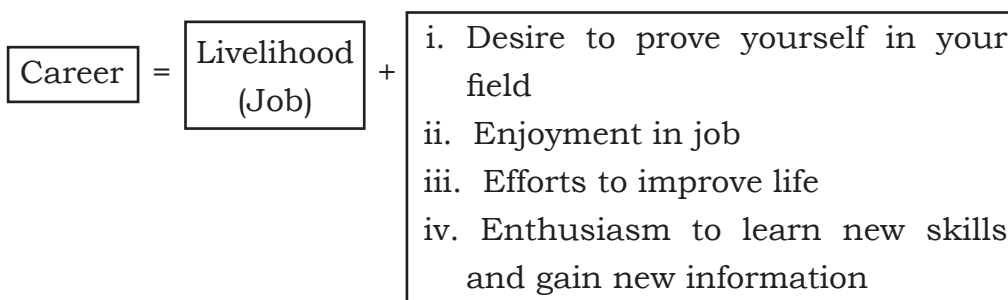 Career = Livelihood (Job) +
i. Desire to prove yourself in your
field
ii. Enjoyment in job
iii. Efforts to improve life
iv. Enthusiasm to learn new skills
and gain new information